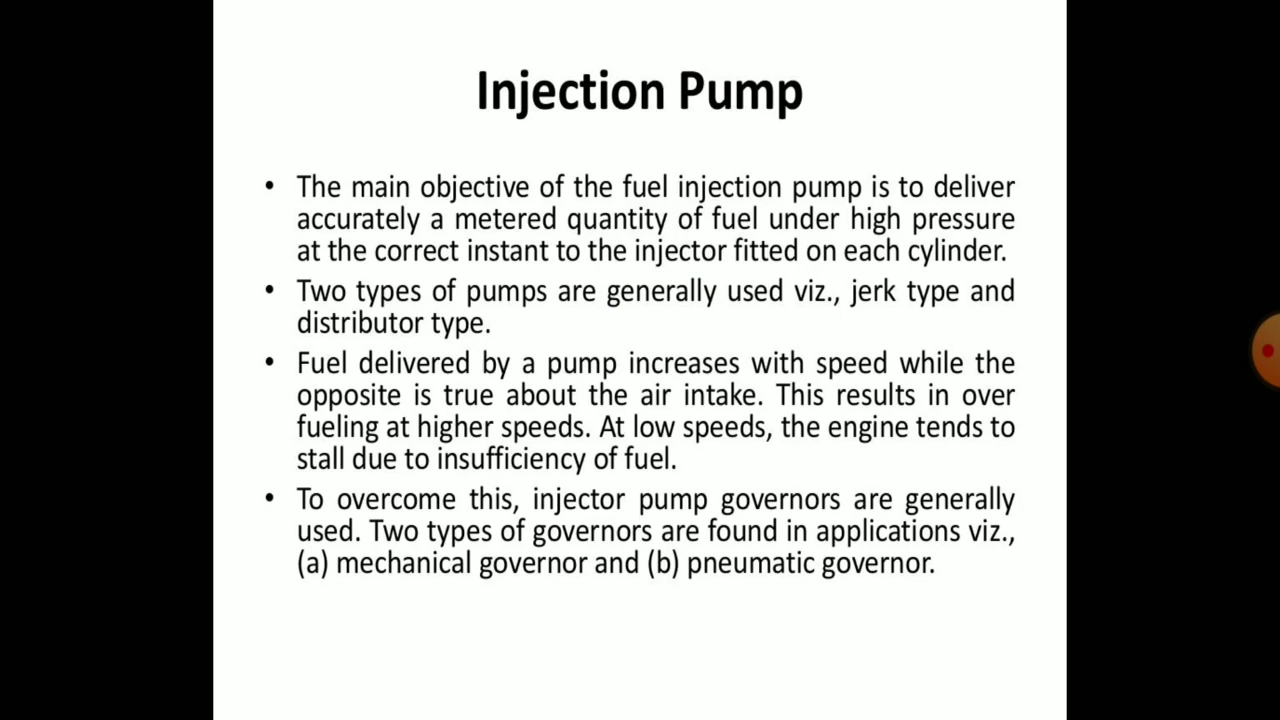 Injection Pump
• The main objective of the fuel injection pump is to deliver
accurately a metered quantity of fuel under high pressure
at the correct instant to the injector fitted on each cylinder.
• Two types of pumps are generally used viz., jerk type and
distributor type.
• Fuel delivered by a pump increases with speed while the
opposite is true about the air intake. This results in over
fueling at higher speeds. At low speeds, the engine tends to
stall due to insufficiency of fuel.
• To overcome this, injector pump governors are generally
used. Two types of governors are found in applications viz.,
(a) mechanical governor and (b) pneumatic governor.